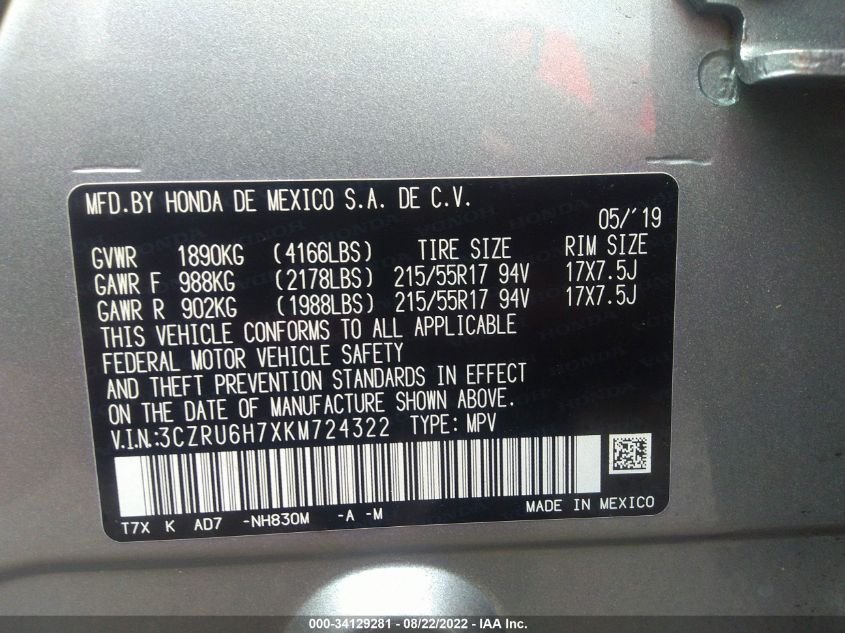 MFD.BY HONDA DE MEXICO S.A. DE C.V.
05/'19
GVWR 1890KG (4166LBS) TIRE SIZE RIM SIZE
GAWR F 988KG (2178LBS) 215/55R17 94V 17X7.5J
GAWR R 902KG (1988LBS) 215/55R17 94V 17X7.5J
THIS VEHICLE CONFORMS TO ALL APPLICABLE
FEDERAL MOTOR VEHICLE SAFETY
AND THEFT PREVENTION STANDARDS IN EFFECT
ON THE DATE OF MANUFACTURE SHOWN ABOVE.
V.I.N.:3CZRU6H7XKM724322 TYPE: MPV
T7X K AD7 -NH830M -A -M MADE IN MEXICO
000-34129281 - 08/22/2022 - IAA Inc.